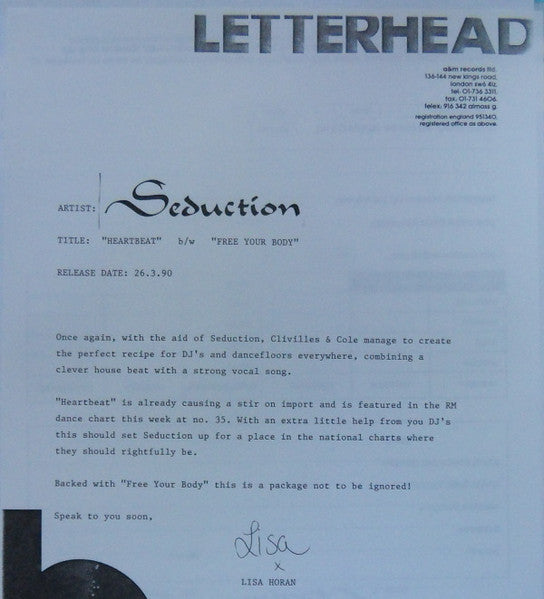 LETTERHEAD
a&m records ltd.
136-144 new kings road,
london sw6 4lz.
tel: 01-736 3311.
fax: 01-731 4606.
telex: 916 342 almass g.
registration england 951340.
registered office as above.
ARTIST: Seduction
TITLE: "HEARTBEAT" b/w "FREE YOUR BODY"
RELEASE DATE: 26.3.90
Once again, with the aid of Seduction, Clivilles & Cole manage to create
the perfect recipe for DJ's and dancefloors everywhere, combining a
clever house beat with a strong vocal song.
"Heartbeat" is already causing a stir on import and is featured in the RM
dance chart this week at no. 35. With an extra little help from you DJ's
this should set Seduction up for a place in the national charts where
they should rightfully be.
Backed with "Free Your Body" this is a package not to be ignored!
Speak to you soon,
Lisa
x
LISA HORAN